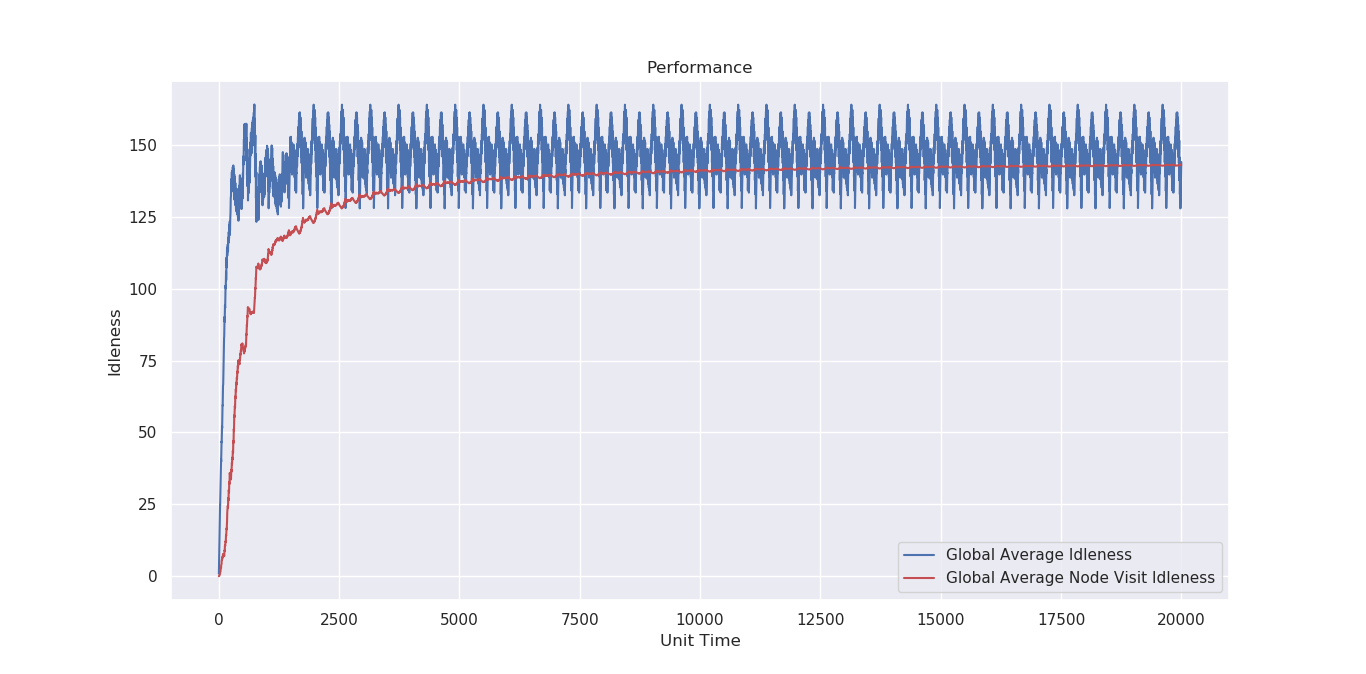 Performance
150
125
100
75
50
25
0
Idleness
0 2500 5000 7500 10000 12500 15000 17500 20000
Unit Time
Global Average Idleness
Global Average Node Visit Idleness